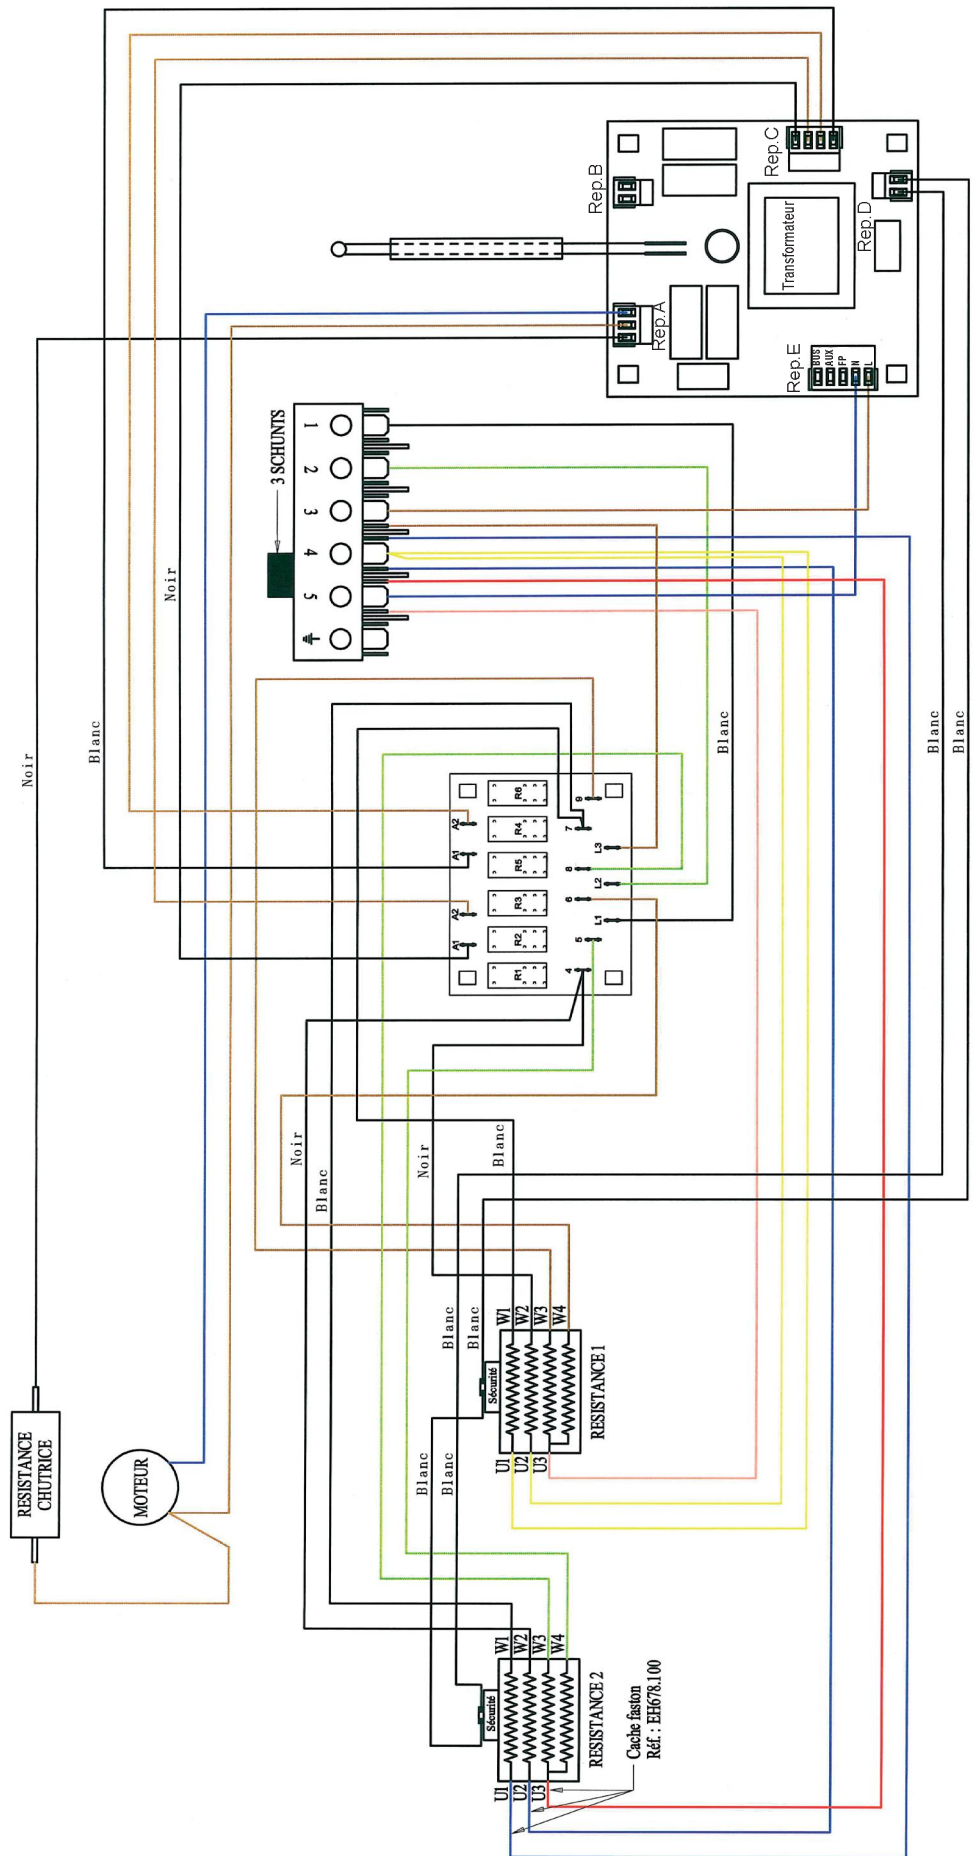 Rep.C
Rep.B
Transformateur
Rep.D
Rep.A
Rep.E
BUS
AUX
FP
N
L
3 SCHUNTS
1
2
3
4
5
Noir
Blanc
Noir
Blanc
Blanc
Blanc
A2
A1
A2
A1
R6
R4
R5
R3
R2
R1
9
7
L3
8
L2
6
L1
5
4
Noir
Blanc
Noir
Blanc
Blanc
Blanc
W1
W2
W3
W4
Sécurité
RESISTANCE 1
U1
U2
U3
Blanc
Blanc
RESISTANCE
CHUTRICE
MOTEUR
W1
W2
W3
W4
Sécurité
RESISTANCE 2
U1
U2
U3
Cache faston
Réf. : EH678.100